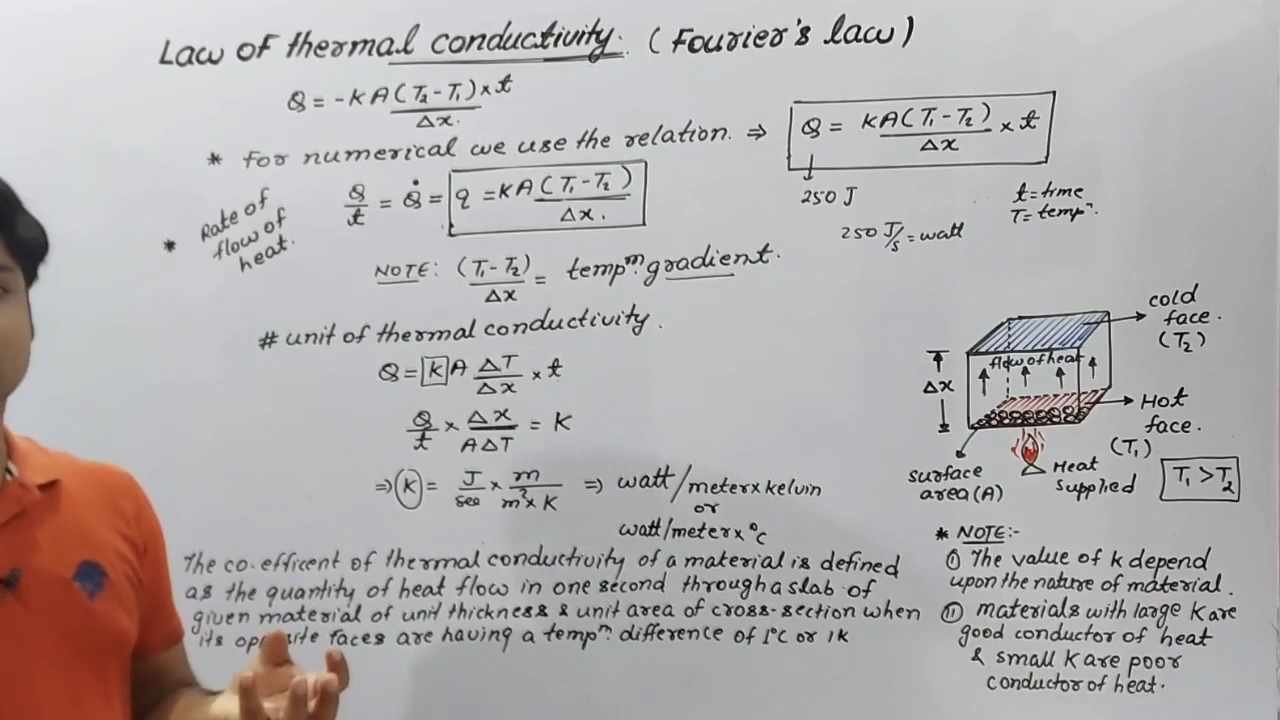 Law of thermal conductivity. (Fourier's law)
Q = -KA(T₂-T₁)/Δx. × t
* For numerical we use the relation. ⇒ Q = KA(T₁-T₂)/Δx × t
250 J
t = time
T = tempⁿ.
250 J/s = watt
* Rate of flow of heat.
Q/t = Q̇ = q = KA(T₁-T₂)/Δx.
NOTE: (T₁-T₂)/Δx = tempᵐ. gradient.
# unit of thermal conductivity.
Q = K A ΔT/Δx × t
Q/t × Δx/AΔT = K
⇒ K = J/sec × m/m²×K ⇒ watt/meter×kelvin
or
watt/meter×°c
The co-efficent of thermal conductivity of a material is defined
as the quantity of heat flow in one second through a slab of
given material of unit thickness & unit area of cross-section when
its opposite faces are having a tempⁿ. difference of 1°C or 1K
cold
face.
(T₂)
flow of heat
Δx
Hot
face.
(T₁)
surface
area (A)
Heat
supplied
T₁ > T₂
* NOTE:-
(i) The value of k depend
upon the nature of material.
(ii) materials with large K are
good conductor of heat
& small K are poor
conductor of heat.